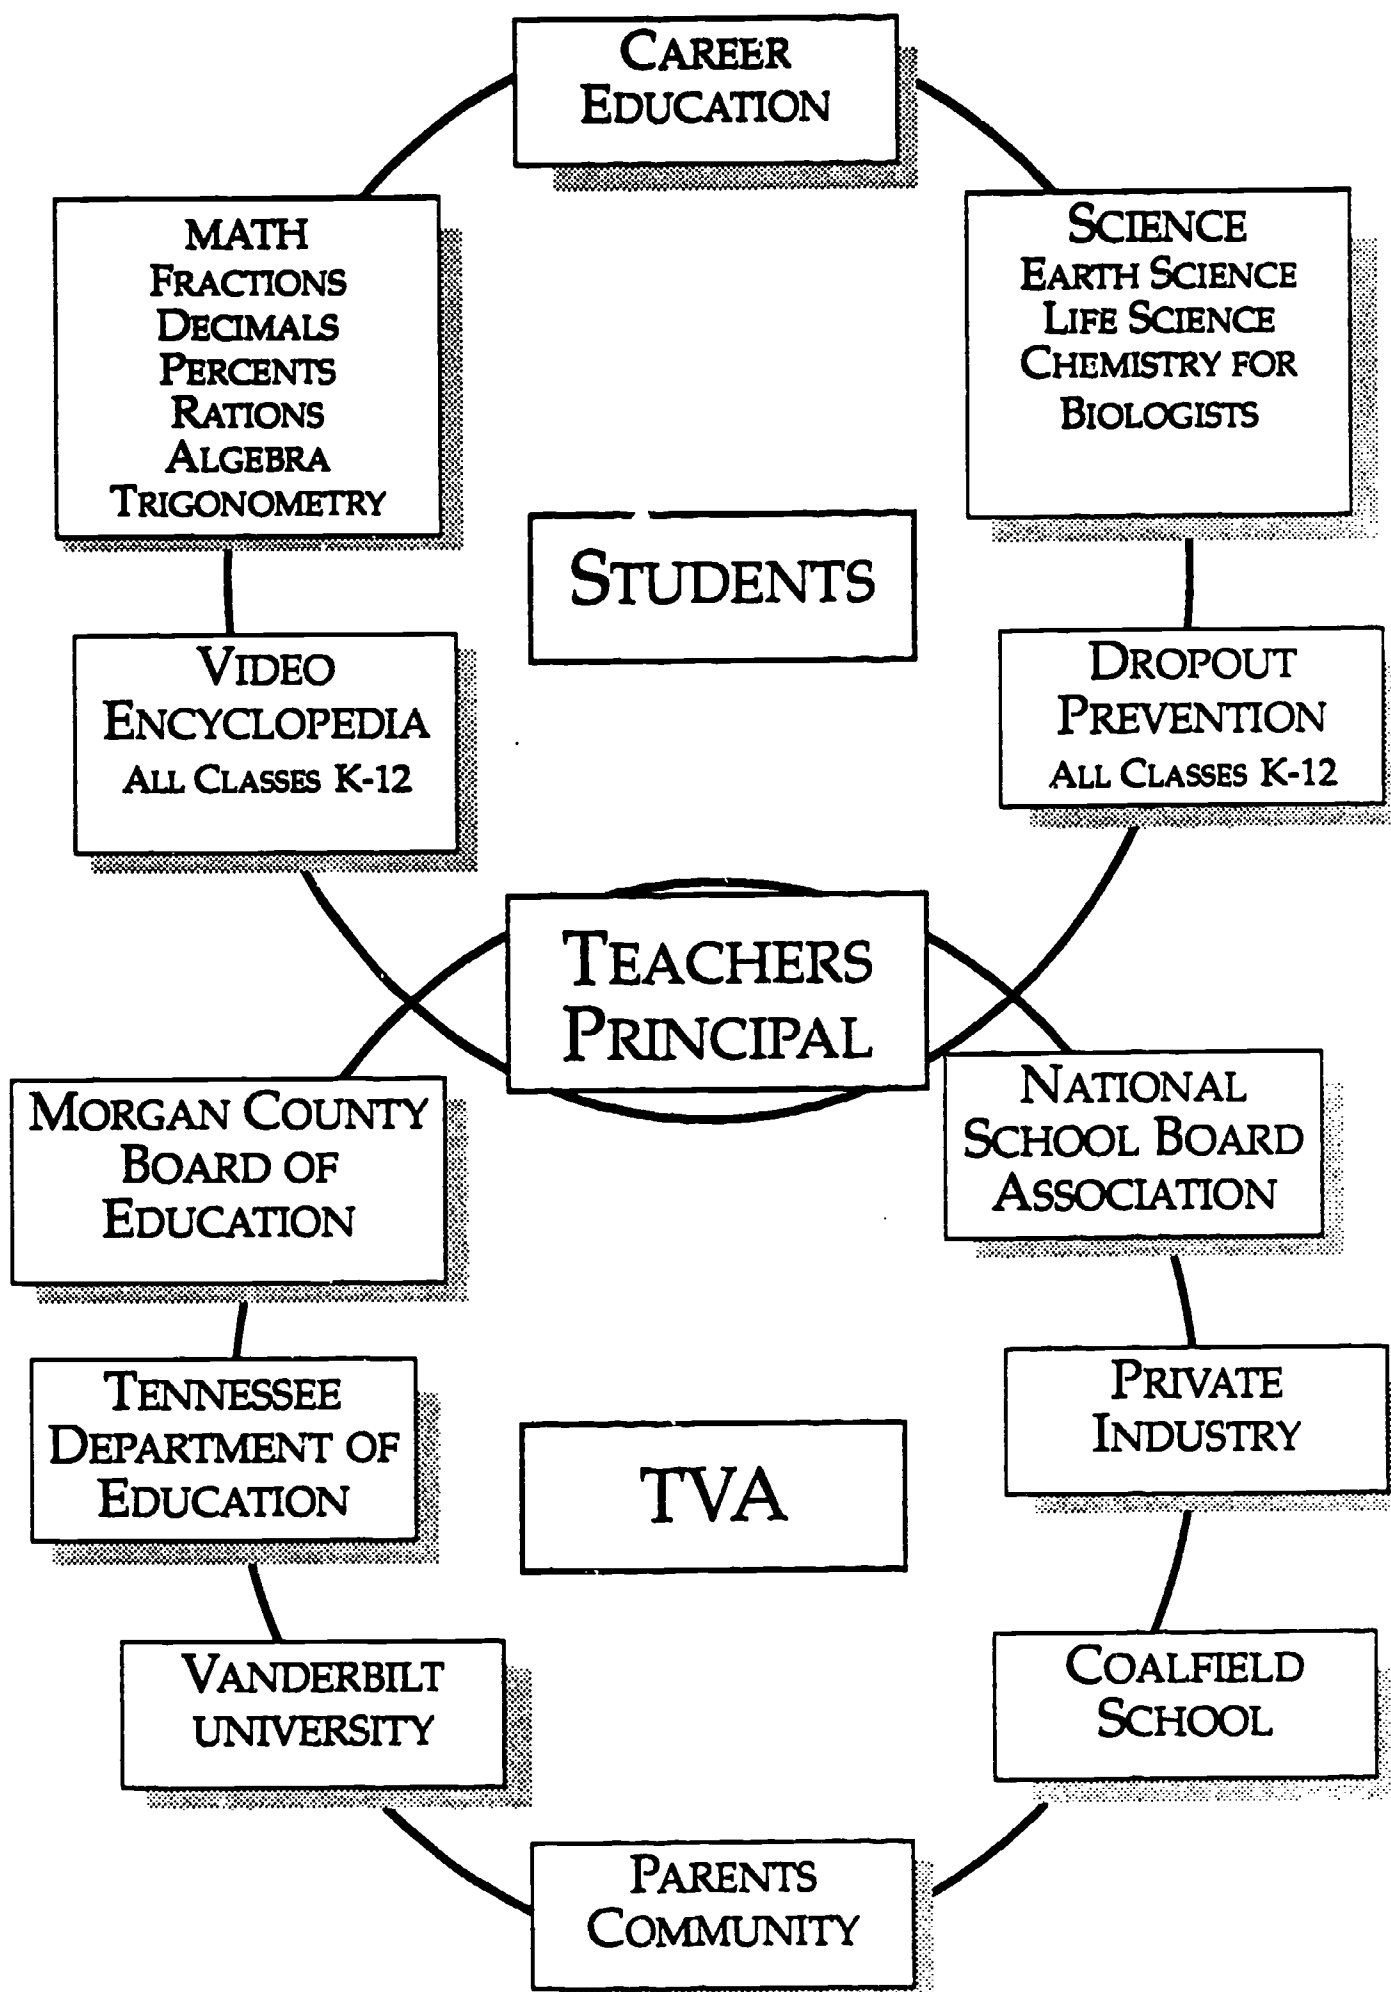 CAREER
EDUCATION
MATH
FRACTIONS
DECIMALS
PERCENTS
RATIONS
ALGEBRA
TRIGONOMETRY
SCIENCE
EARTH SCIENCE
LIFE SCIENCE
CHEMISTRY FOR
BIOLOGISTS
STUDENTS
VIDEO
ENCYCLOPEDIA
ALL CLASSES K-12
DROPOUT
PREVENTION
ALL CLASSES K-12
TEACHERS
PRINCIPAL
MORGAN COUNTY
BOARD OF
EDUCATION
NATIONAL
SCHOOL BOARD
ASSOCIATION
TENNESSEE
DEPARTMENT OF
EDUCATION
PRIVATE
INDUSTRY
TVA
VANDERBILT
UNIVERSITY
COALFIELD
SCHOOL
PARENTS
COMMUNITY